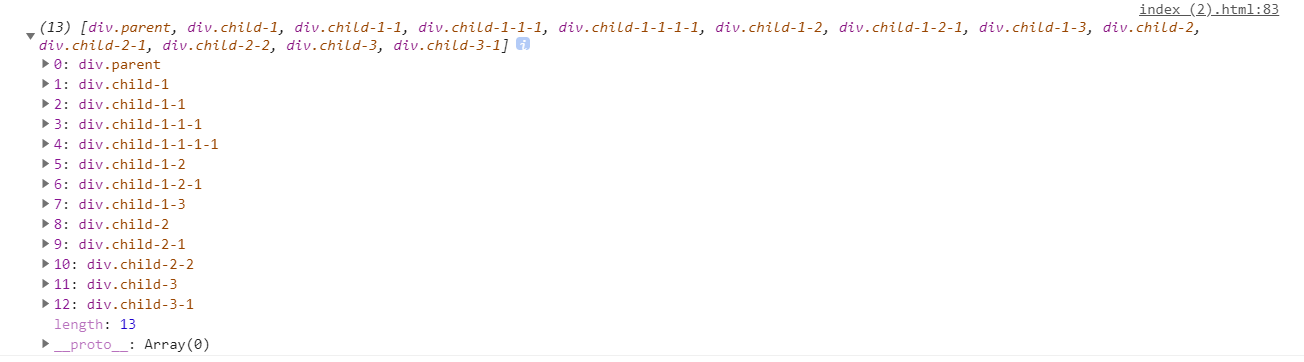 index (2).html:83
(13) [div.parent, div.child-1, div.child-1-1, div.child-1-1-1, div.child-1-1-1-1, div.child-1-2, div.child-1-2-1, div.child-1-3, div.child-2,
div.child-2-1, div.child-2-2, div.child-3, div.child-3-1] i
0: div.parent
1: div.child-1
2: div.child-1-1
3: div.child-1-1-1
4: div.child-1-1-1-1
5: div.child-1-2
6: div.child-1-2-1
7: div.child-1-3
8: div.child-2
9: div.child-2-1
10: div.child-2-2
11: div.child-3
12: div.child-3-1
length: 13
__proto__: Array(0)